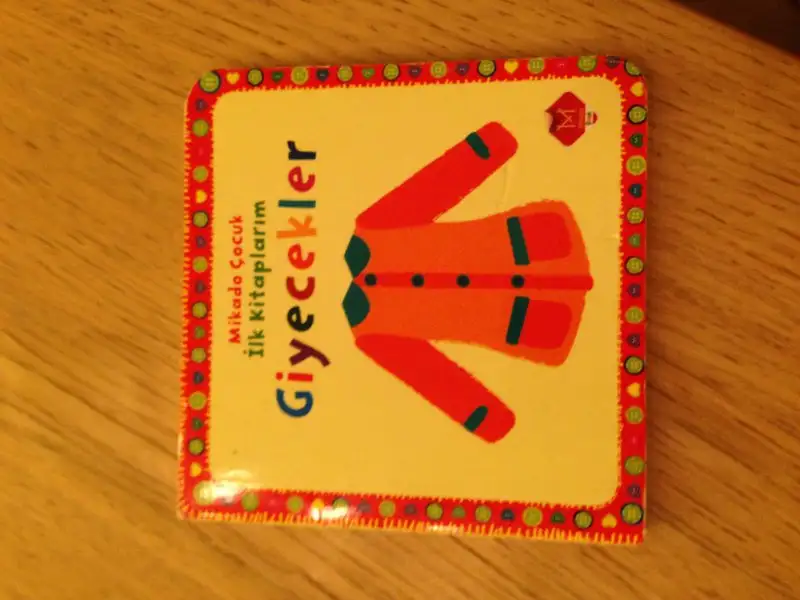 Mikado Çocuk
İlk Kitaplarım
Giyecekler